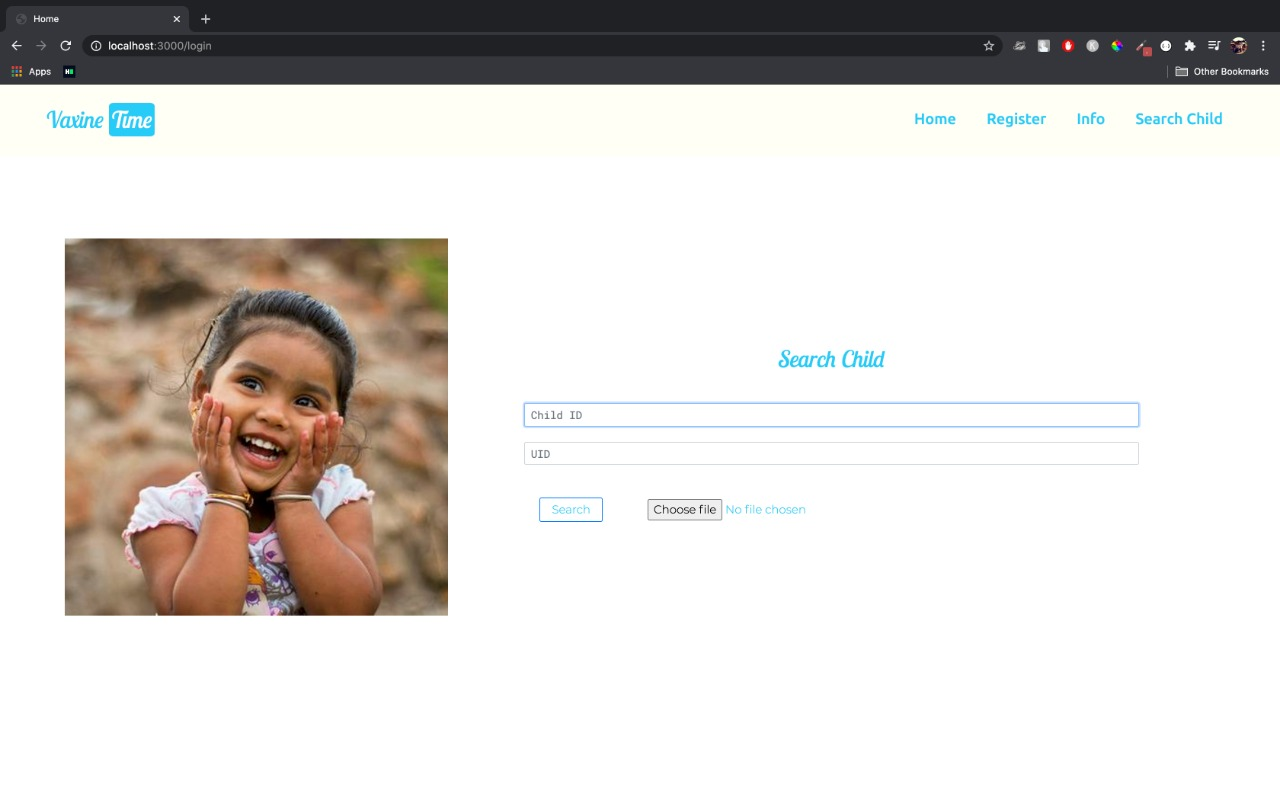 Home
localhost:3000/login
Apps
Other Bookmarks
Vaxine Time
Home Register Info Search Child
Search Child
Child ID
UID
Search Choose file No file chosen